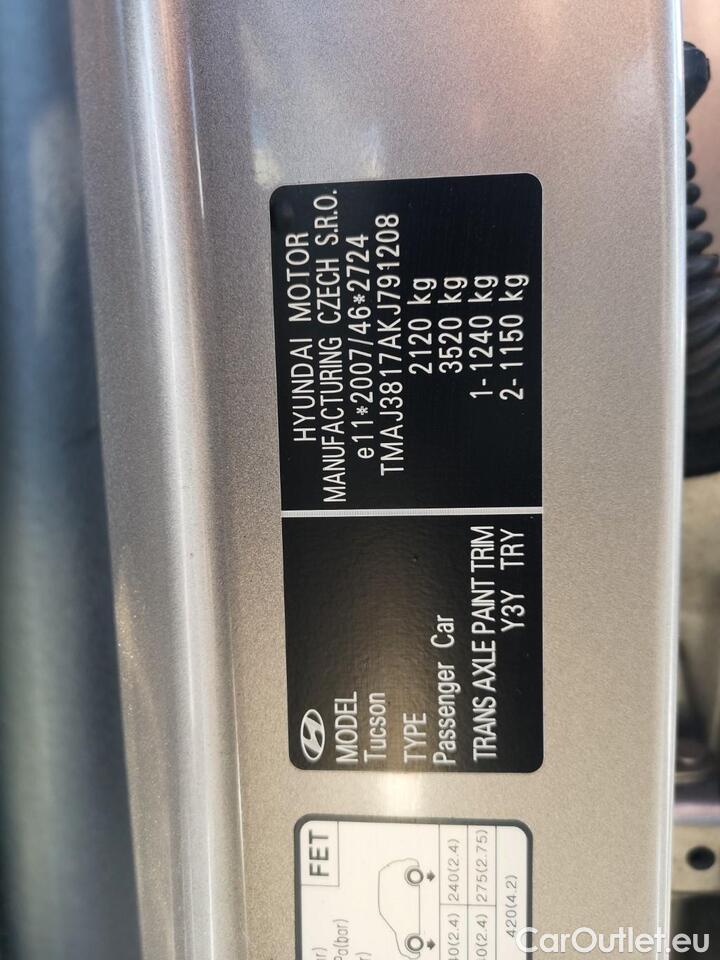 HYUNDAI MOTOR
MANUFACTURING CZECH S.R.O.
e11*2007/46*2724
TMAJ3817AKJ791208
2120 kg
3520 kg
1- 1240 kg
2- 1150 kg
MODEL
Tucson
TYPE
Passenger Car
TRANS AXLE PAINT TRIM
Y3Y TRY
FET
240(2.4)
275(2.75)
420(4.2)
CarOutlet.eu